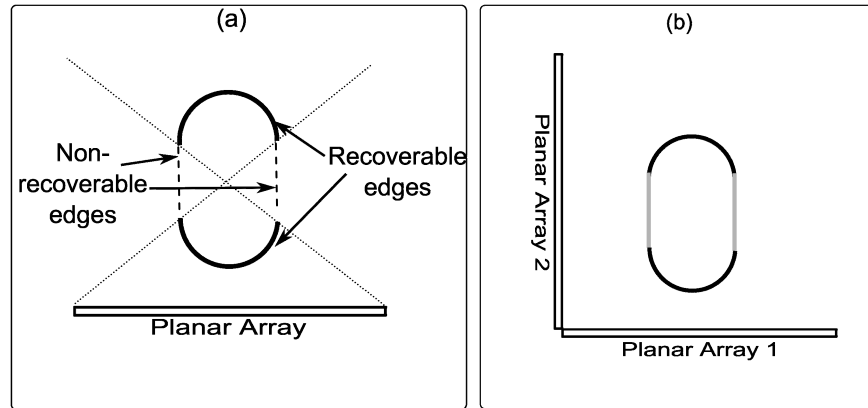 (a)
Non-
recoverable
edges
Recoverable
edges
Planar Array
(b)
Planar Array 2
Planar Array 1